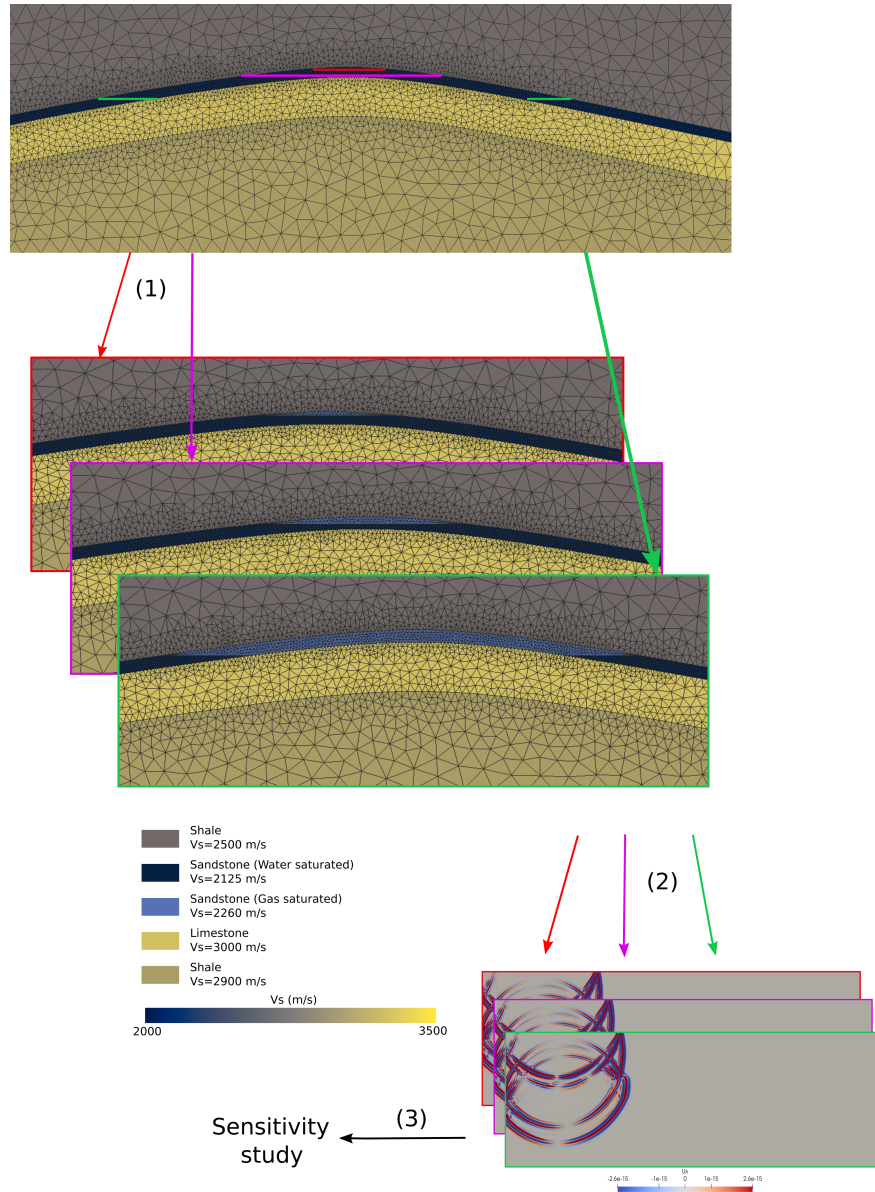 (1)
Shale
Vs=2500 m/s
Sandstone (Water saturated)
Vs=2125 m/s
Sandstone (Gas saturated)
Vs=2260 m/s
Limestone
Vs=3000 m/s
Shale
Vs=2900 m/s
Vs (m/s)
2000 3500
(2)
(3)
Sensitivity
study
Ux
-2.6e-15 -1e-15 0 1e-15 2.6e-15